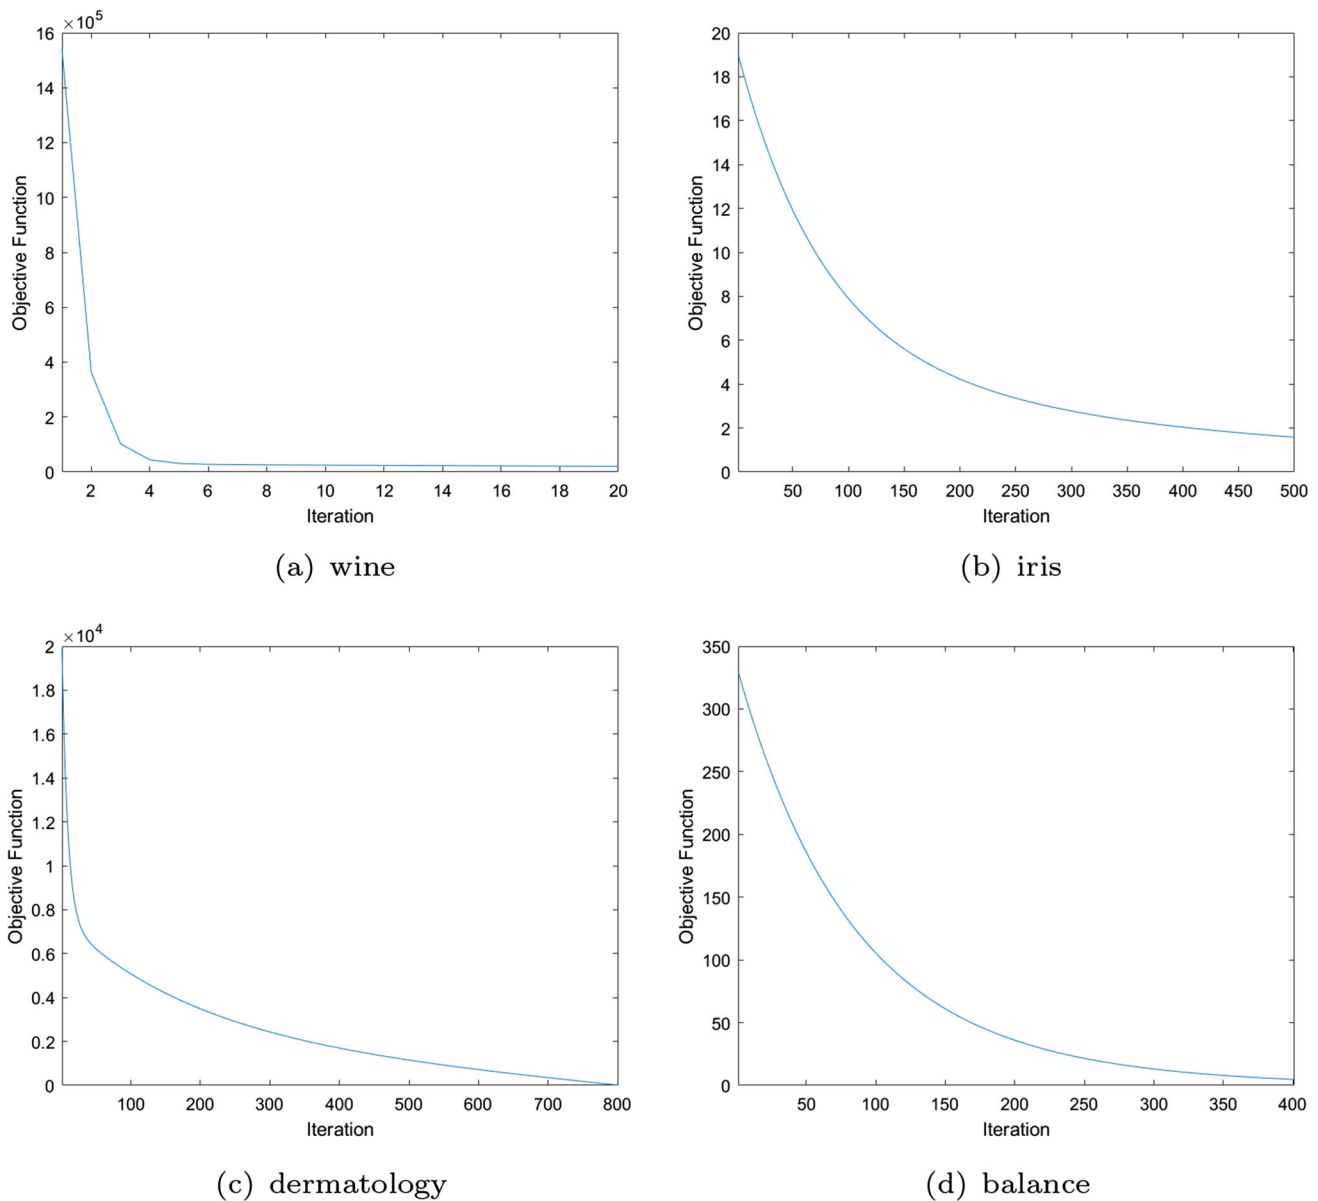 ×10⁵
16
14
12
10
8
6
4
2
0
Objective Function
2 4 6 8 10 12 14 16 18 20
Iteration
(a) wine
20
18
16
14
12
10
8
6
4
2
0
Objective Function
50 100 150 200 250 300 350 400 450 500
Iteration
(b) iris
×10⁴
2
1.8
1.6
1.4
1.2
1
0.8
0.6
0.4
0.2
0
Objective Function
100 200 300 400 500 600 700 800
Iteration
(c) dermatology
350
300
250
200
150
100
50
0
Objective Function
50 100 150 200 250 300 350 400
Iteration
(d) balance